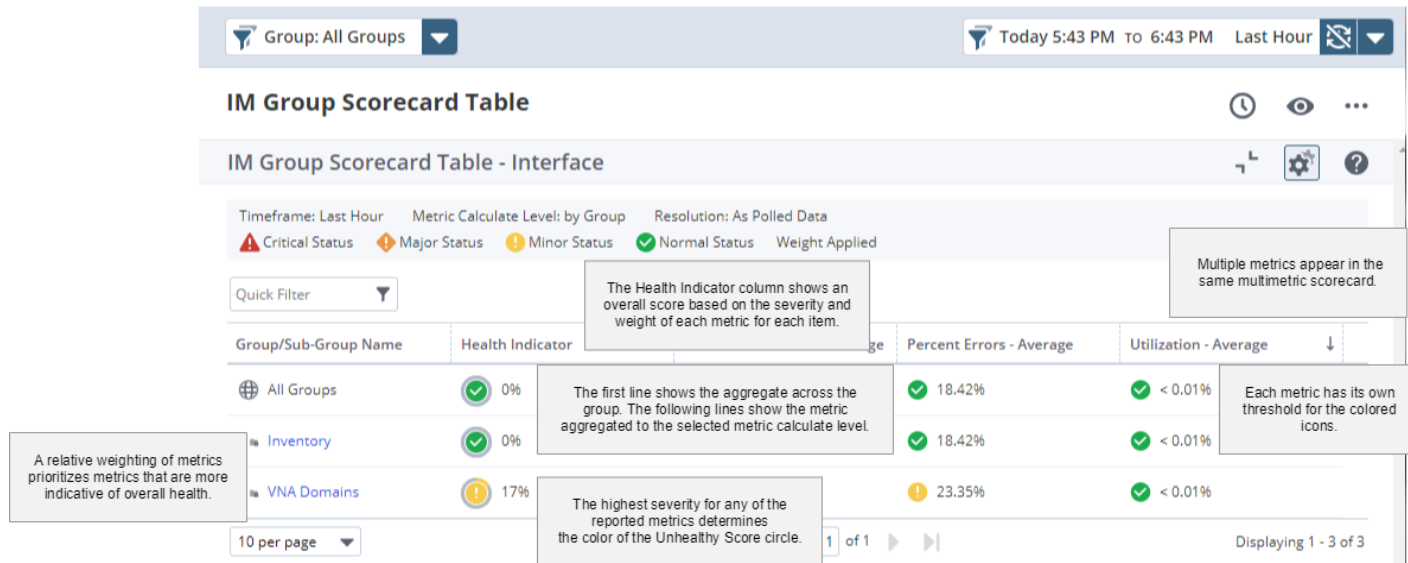 Group: All Groups
Today 5:43 PM TO 6:43 PM Last Hour
IM Group Scorecard Table
IM Group Scorecard Table - Interface
Timeframe: Last Hour Metric Calculate Level: by Group Resolution: As Polled Data
Critical Status Major Status Minor Status Normal Status Weight Applied
Multiple metrics appear in the
same multimetric scorecard.
The Health Indicator column shows an
overall score based on the severity and
weight of each metric for each item.
Quick Filter
Group/Sub-Group Name Health Indicator ge Percent Errors - Average Utilization - Average
All Groups 0% 18.42% < 0.01%
The first line shows the aggregate across the
group. The following lines show the metric
aggregated to the selected metric calculate level.
Each metric has its own
threshold for the colored
icons.
Inventory 0% 18.42% < 0.01%
A relative weighting of metrics
prioritizes metrics that are more
indicative of overall health.
VNA Domains 17% 23.35% < 0.01%
The highest severity for any of the
reported metrics determines
the color of the Unhealthy Score circle.
10 per page 1 of 1 Displaying 1 - 3 of 3